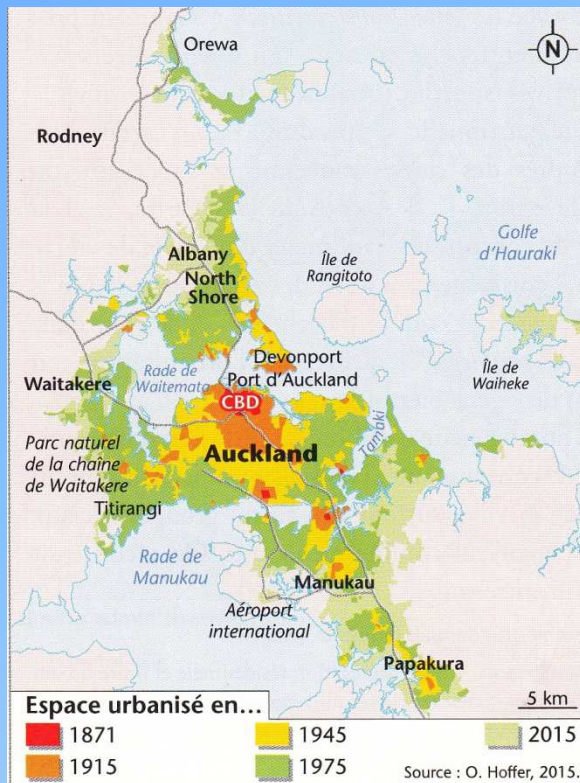 Orewa
N
Rodney
Golfe
d'Hauraki
Albany
Île de
Rangitoto
North
Shore
Île de
Waiheke
Devonport
Rade de
Waitemata
Port d'Auckland
Waitakere
CBD
Tamaki
Parc naturel
de la chaîne
de Waitakere
Auckland
Titirangi
Rade de
Manukau
Manukau
Aéroport
international
Papakura
5 km
Espace urbanisé en...
1871
1945
2015
1915
1975
Source : O. Hoffer, 2015.